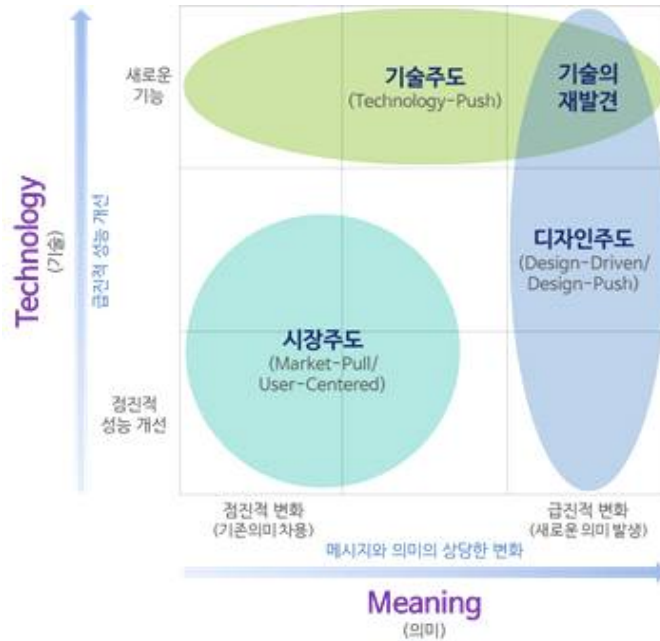 새로운
기능
기술주도
(Technology-Push)
기술의
재발견
Technology
(기술)
급진적 성능 개선
디자인주도
(Design-Driven/
Design-Push)
시장주도
(Market-Pull/
User-Centered)
점진적
성능 개선
점진적 변화
(기존의미 차용)
급진적 변화
(새로운 의미 발생)
메시지와 의미의 상당한 변화
Meaning
(의미)